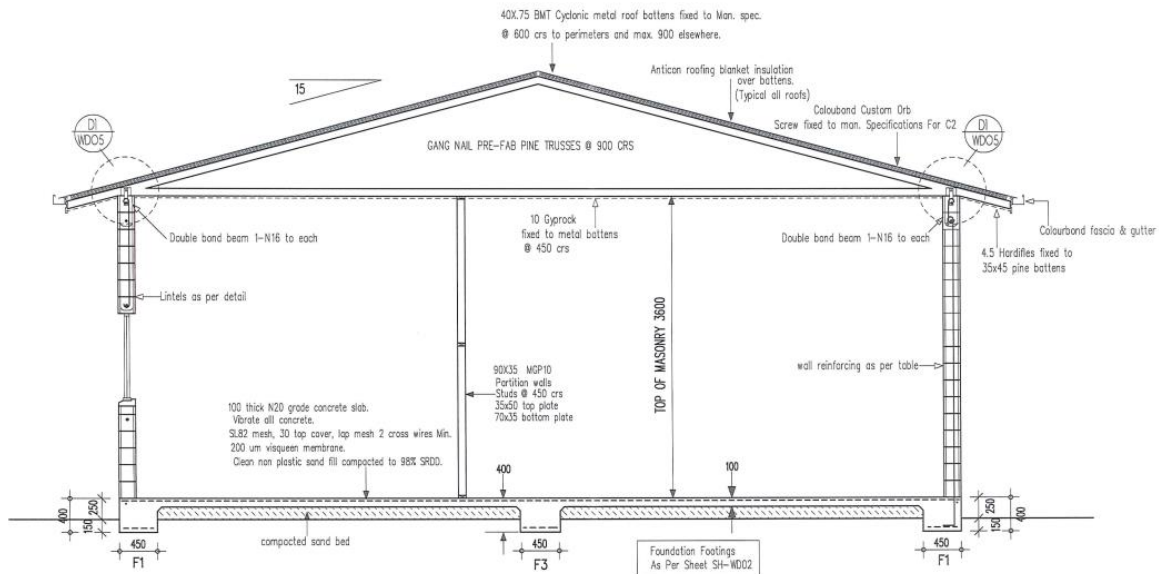 40X.75 BMT Cyclonic metal roof battens fixed to Man. spec.
@ 600 crs to perimeters and max. 900 elsewhere.
15
Anticon roofing blanket insulation
over battens.
(Typical all roofs)
Colourbond Custom Orb
Screw fixed to man. Specifications For C2
D1
WD05
D1
WD05
GANG NAIL PRE-FAB PINE TRUSSES @ 900 CRS
Double bond beam 1-N16 to each
10 Gyprock
fixed to metal battens
@ 450 crs
Double bond beam 1-N16 to each
Colourbond fascia & gutter
4.5 Hardifles fixed to
35x45 pine battens
Lintels as per detail
TOP OF MASONRY 3600
wall reinforcing as per table
90X35 MGP10
Partition walls
Studs @ 450 crs
35x50 top plate
70x35 bottom plate
100 thick N20 grade concrete slab.
Vibrate all concrete.
SL82 mesh, 30 top cover, lap mesh 2 cross wires Min.
200 um visqueen membrane.
Clean non plastic sand fill compacted to 98% SRDD.
400
100
400
250
150
250
150
400
compacted sand bed
450
F1
450
F3
450
F1
Foundation Footings
As Per Sheet SH-WD02